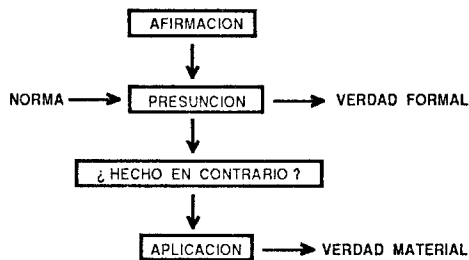 AFIRMACION
NORMA PRESUNCION VERDAD FORMAL
¿HECHO EN CONTRARIO?
APLICACION VERDAD MATERIAL